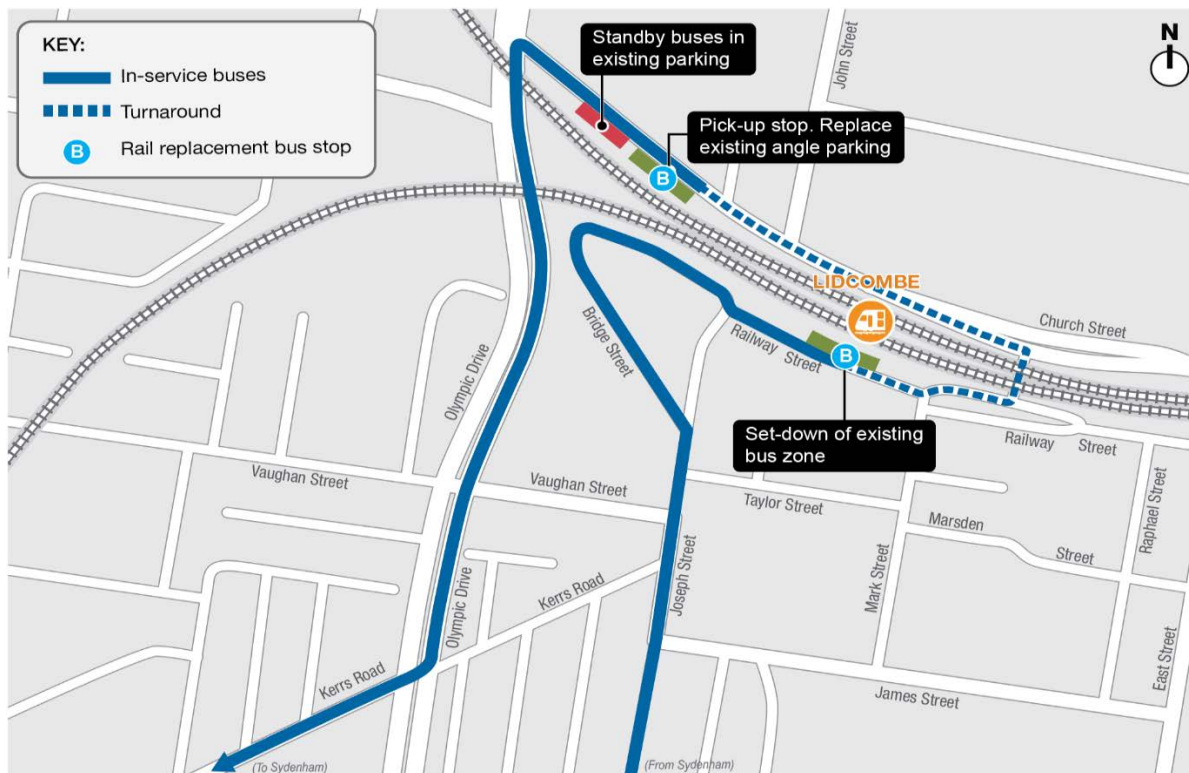 KEY:
In-service buses
Turnaround
B
Rail replacement bus stop
Standby buses in
existing parking
John Street
N
Pick-up stop. Replace
existing angle parking
B
LIDCOMBE
Church Street
Bridge Street
Railway Street
B
Olympic Drive
Set-down of existing
bus zone
Railway Street
Vaughan Street
Vaughan Street
Taylor Street
Marsden
Street
Raphael Street
Joseph Street
Mark Street
Olympic Drive
Kerrs Road
Kerrs Road
James Street
East Street
(To Sydenham)
(From Sydenham)